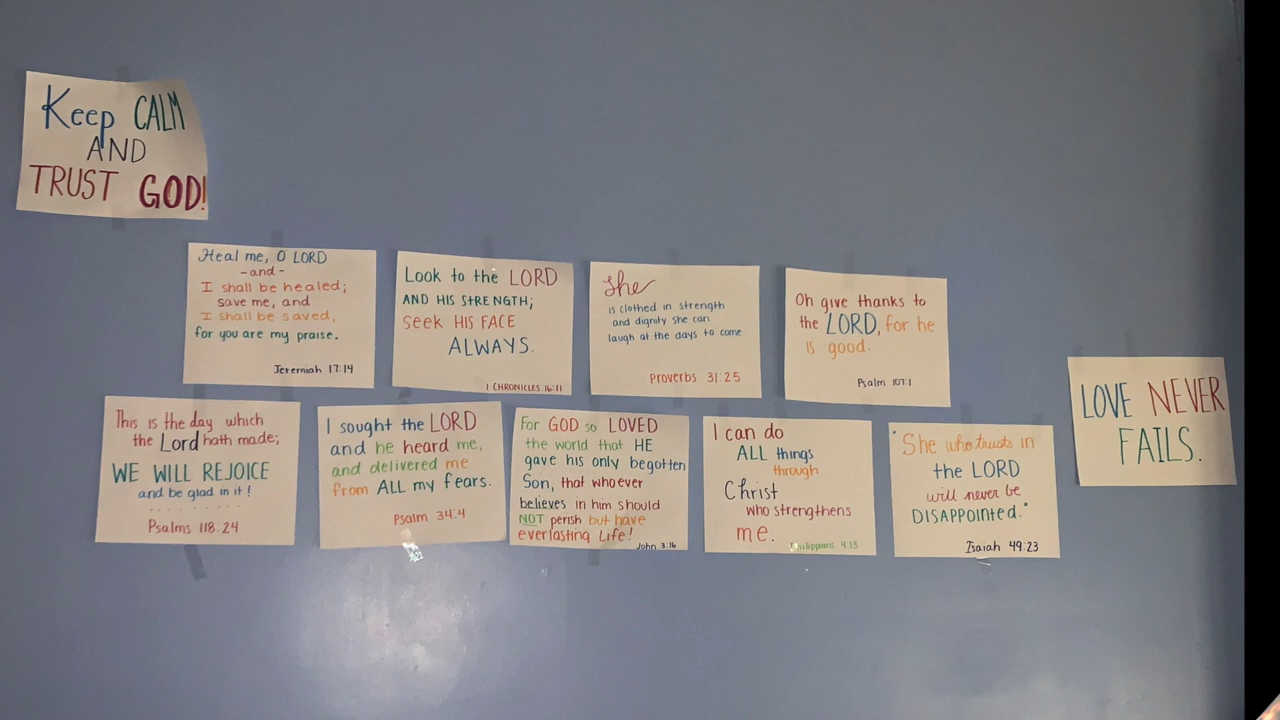 Keep CALM
AND
TRUST GOD!
Heal me, O LORD
-and-
I shall be healed;
save me, and
I shall be saved,
for you are my praise.
Jeremiah 17:14
Look to the LORD
AND HIS STRENGTH;
Seek HIS FACE
ALWAYS.
1 CHRONICLES 16:11
She
is clothed in strength
and dignity she can
laugh at the days to come
Proverbs 31:25
Oh give thanks to
the LORD, for he
is good.
Psalm 107:1
This is the day which
the Lord hath made;
WE WILL REJOICE
and be glad in it!
Psalms 118:24
I sought the LORD
and he heard me,
and delivered me
from ALL my fears.
Psalm 34:4
For GOD so LOVED
the world that HE
gave his only begotten
Son, that whoever
believes in him should
NOT perish but have
everlasting Life!
John 3:16
I can do
ALL things
through
Christ
who strengthens
me.
Philippians 4:13
"She who trusts in
the LORD
will never be
DISAPPOINTED."
Isaiah 49:23
LOVE NEVER
FAILS.